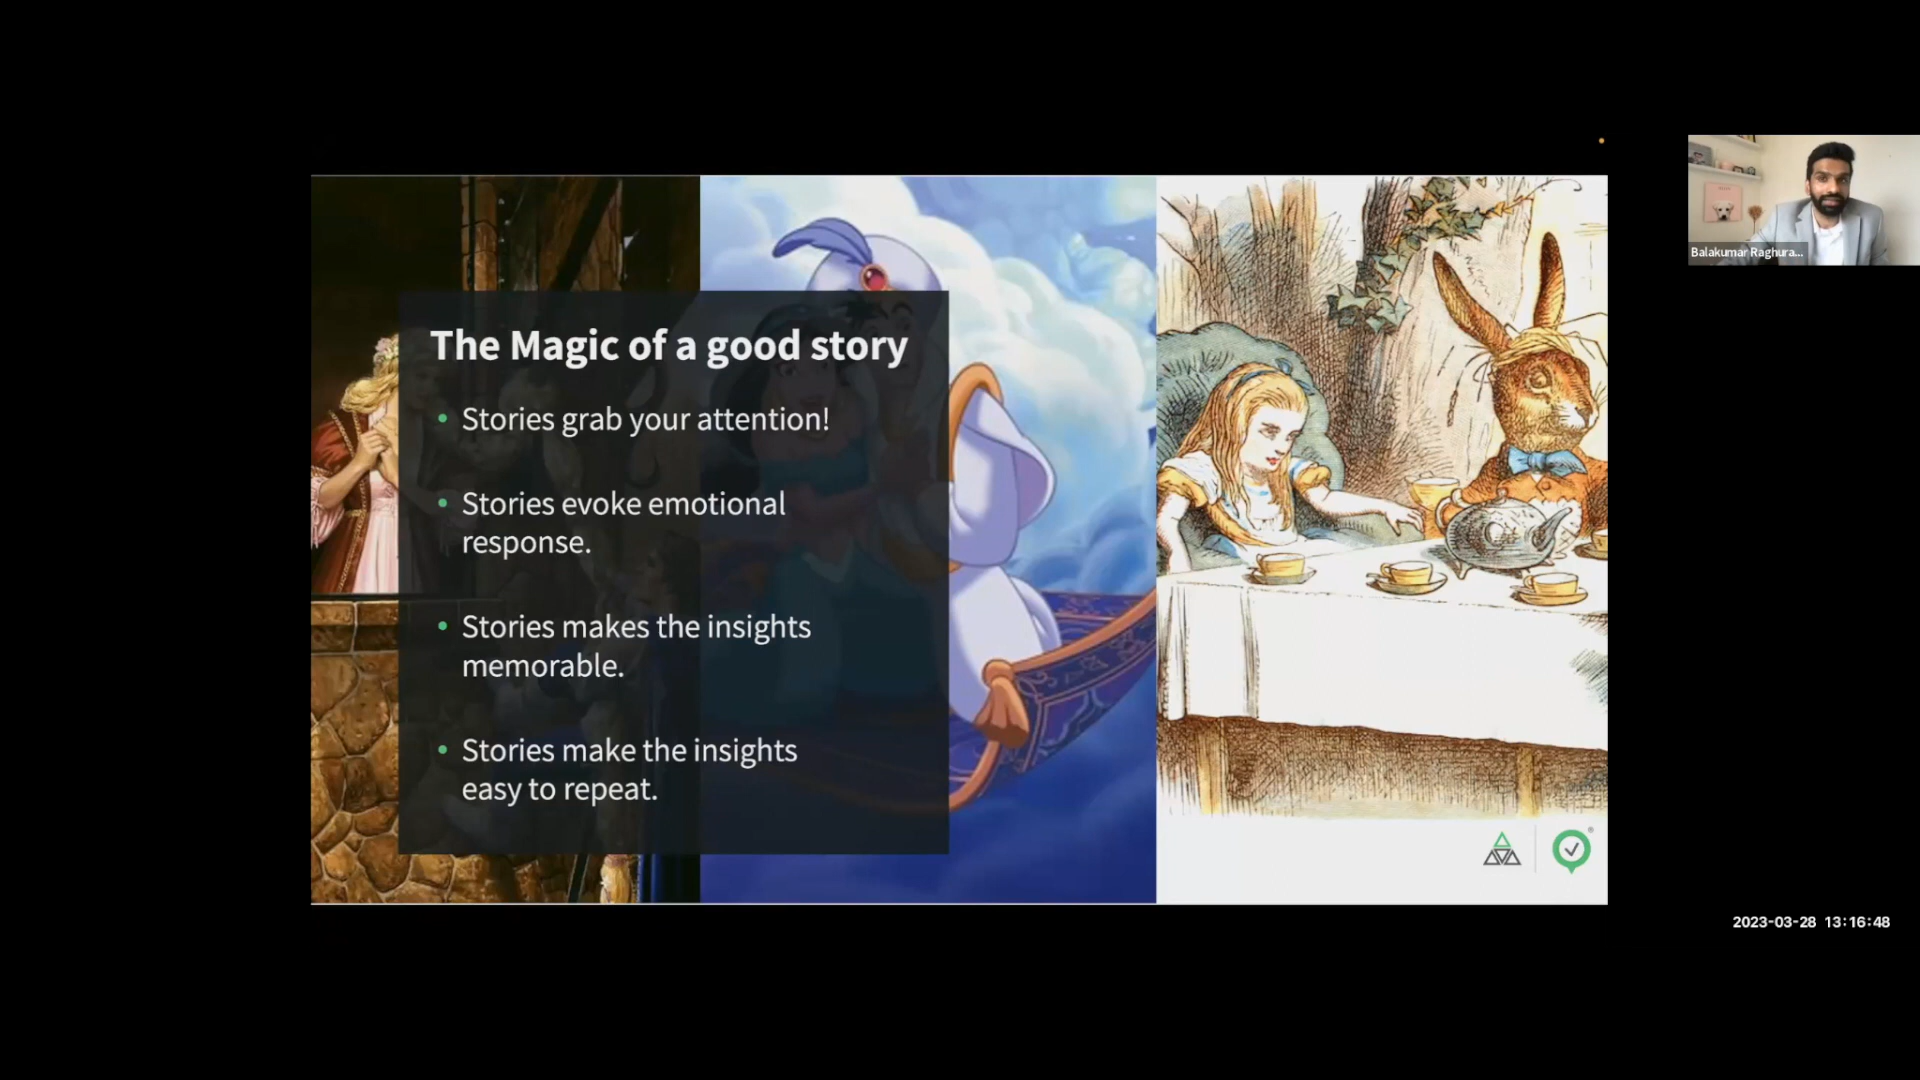 The Magic of a good story
• Stories grab your attention!
• Stories evoke emotional
response.
• Stories makes the insights
memorable.
• Stories make the insights
easy to repeat.
Balakumar Raghura...
2023-03-28 13:16:48